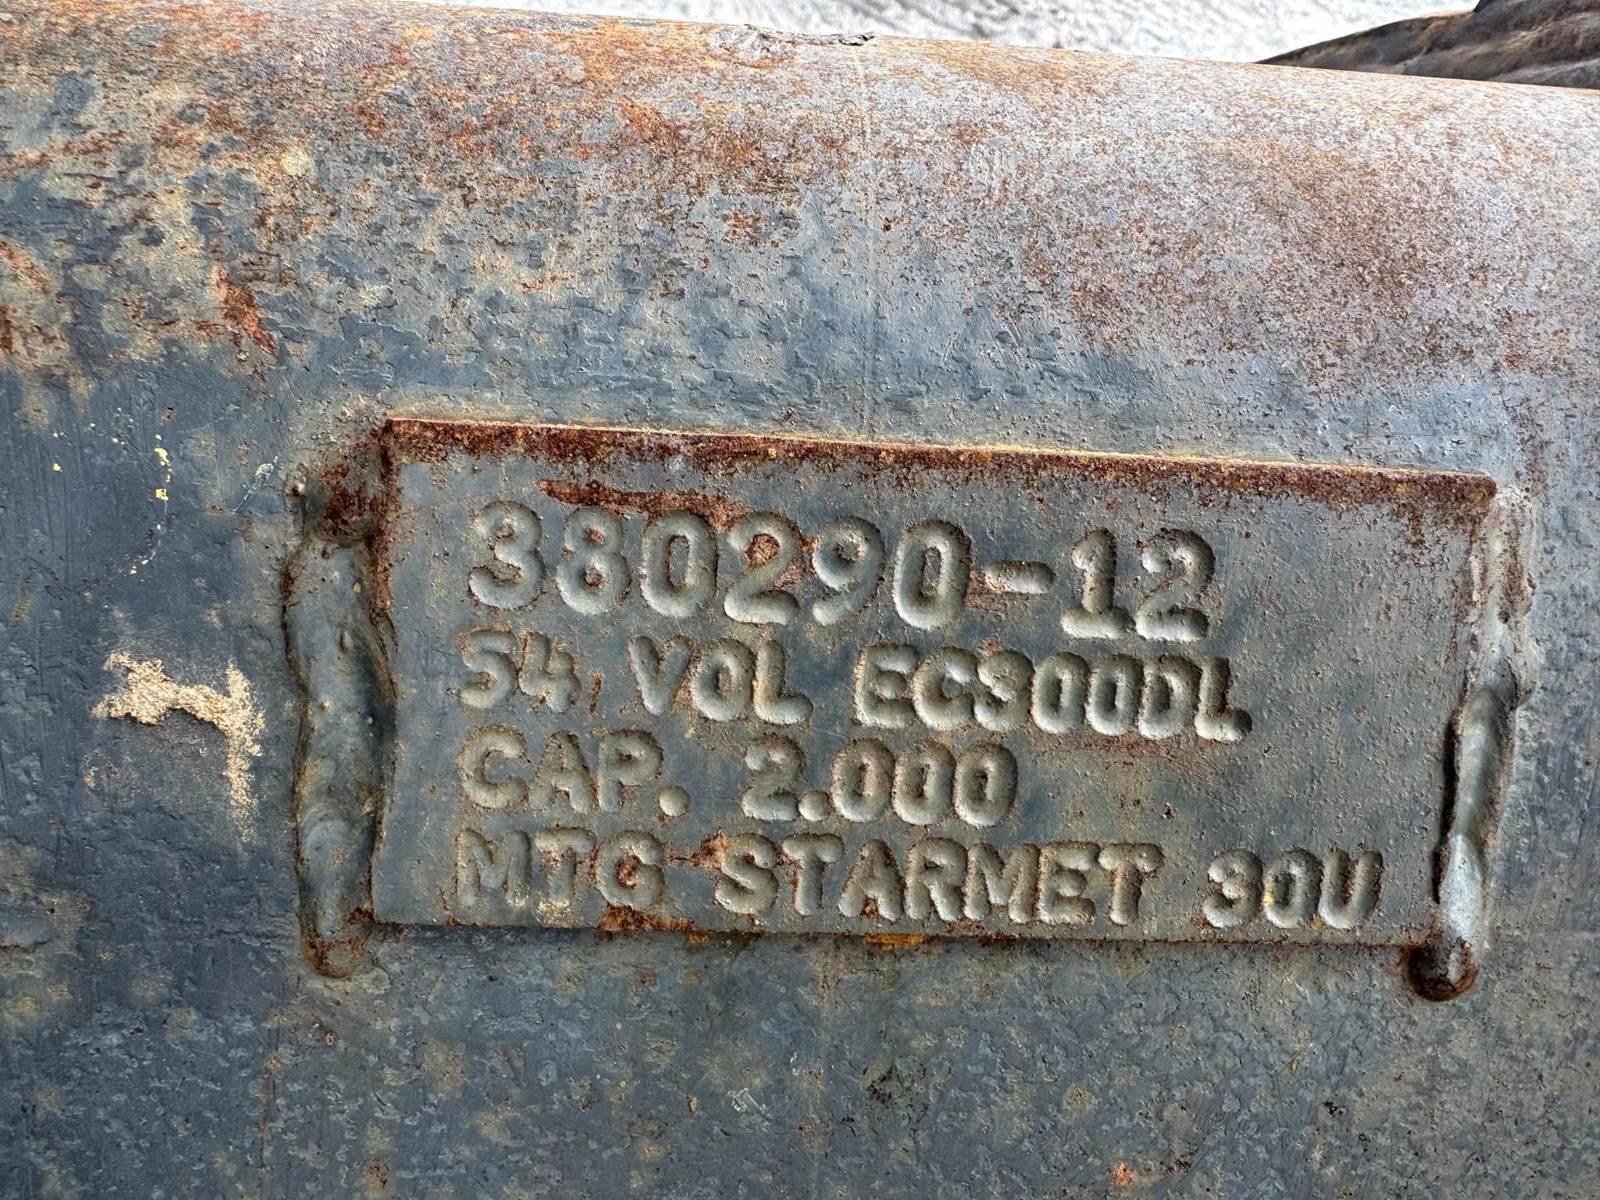 380290-12
54 VOL EC300DL
CAP. 2.000
MTG STARMET 30U